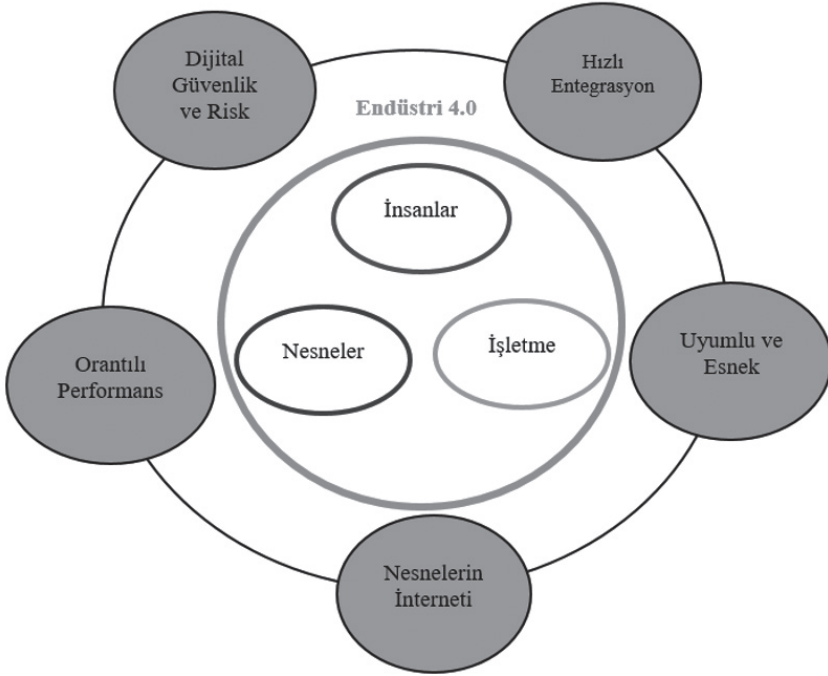 Dijital
Güvenlik
ve Risk
Hızlı
Entegrasyon
Endüstri 4.0
İnsanlar
Nesneler
İşletme
Orantılı
Performans
Uyumlu ve
Esnek
Nesnelerin
İnterneti